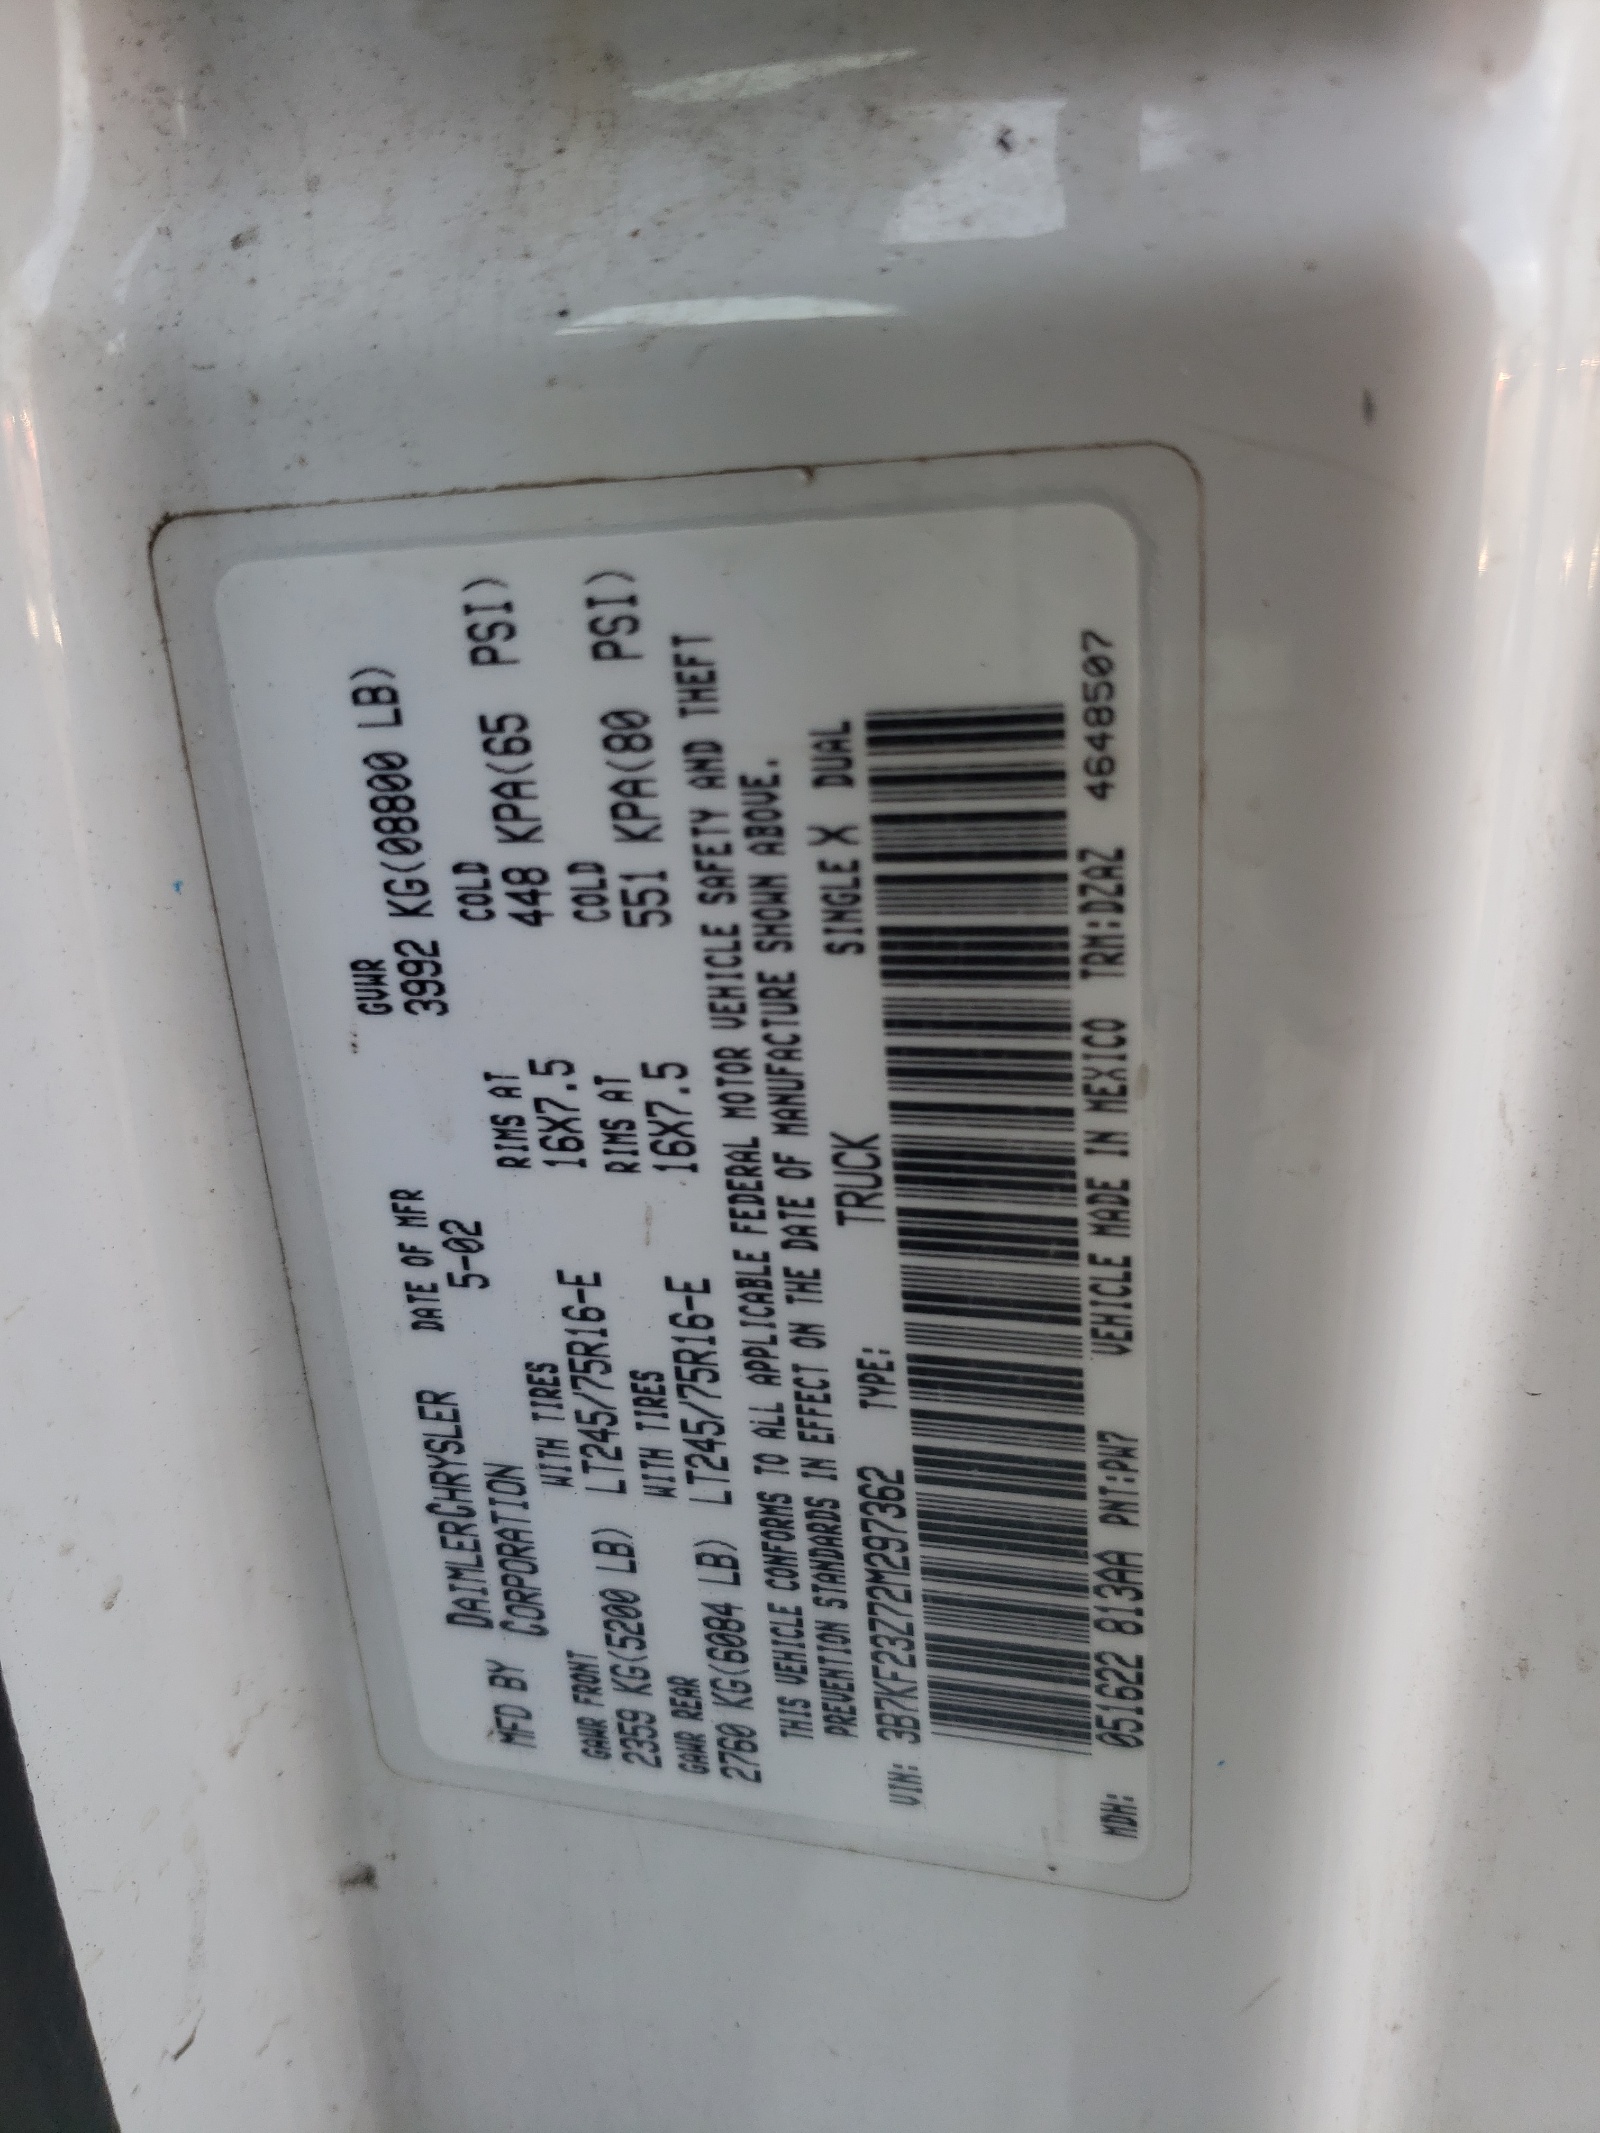 GVWR
MFD BY DAIMLERCHRYSLER DATE OF MFR 3992 KG(08800 LB)
CORPORATION 5-02
GAWR FRONT WITH TIRES RIMS AT COLD
2359 KG(5200 LB) LT245/75R16-E 16X7.5 448 KPA(65 PSI)
GAWR REAR WITH TIRES RIMS AT COLD
2760 KG(6084 LB) LT245/75R16-E 16X7.5 551 KPA(80 PSI)
THIS VEHICLE CONFORMS TO ALL APPLICABLE FEDERAL MOTOR VEHICLE SAFETY AND THEFT
PREVENTION STANDARDS IN EFFECT ON THE DATE OF MANUFACTURE SHOWN ABOVE.
VIN: 3B7KF23Z72M297362 TYPE: TRUCK SINGLE X DUAL
MDH: 051622 813AA PNT:PW7 VEHICLE MADE IN MEXICO TRM:DZAZ 4648507